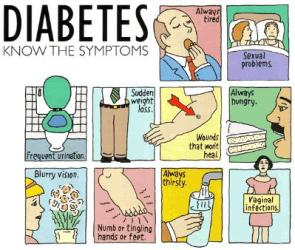 DIABETES
KNOW THE SYMPTOMS
Always
tired
Sexual
problems.
Frequent urination.
Sudden
weight
loss.
Wounds
that won't
heal.
Always
hungry.
Blurry vision.
Numb or tingling
hands or feet.
Always
thirsty.
Vaginal
infections.